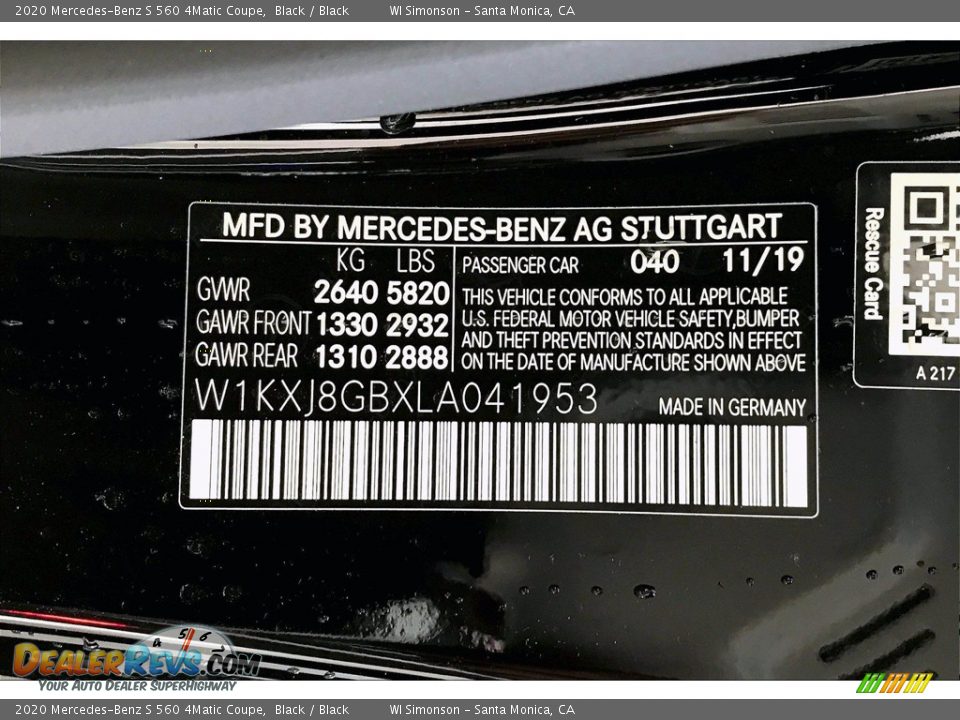 2020 Mercedes-Benz S 560 4Matic Coupe, Black / Black WI Simonson - Santa Monica, CA
MFD BY MERCEDES-BENZ AG STUTTGART
KG LBS PASSENGER CAR 040 11/19
GVWR 2640 5820
GAWR FRONT 1330 2932
GAWR REAR 1310 2888
THIS VEHICLE CONFORMS TO ALL APPLICABLE
U.S. FEDERAL MOTOR VEHICLE SAFETY, BUMPER
AND THEFT PREVENTION STANDARDS IN EFFECT
ON THE DATE OF MANUFACTURE SHOWN ABOVE
W1KXJ8GBXLA041953
MADE IN GERMANY
Rescue Card
A 217
4 5 6
DealerRevs.com
Your Auto Dealer SuperHighway
2020 Mercedes-Benz S 560 4Matic Coupe, Black / Black WI Simonson - Santa Monica, CA